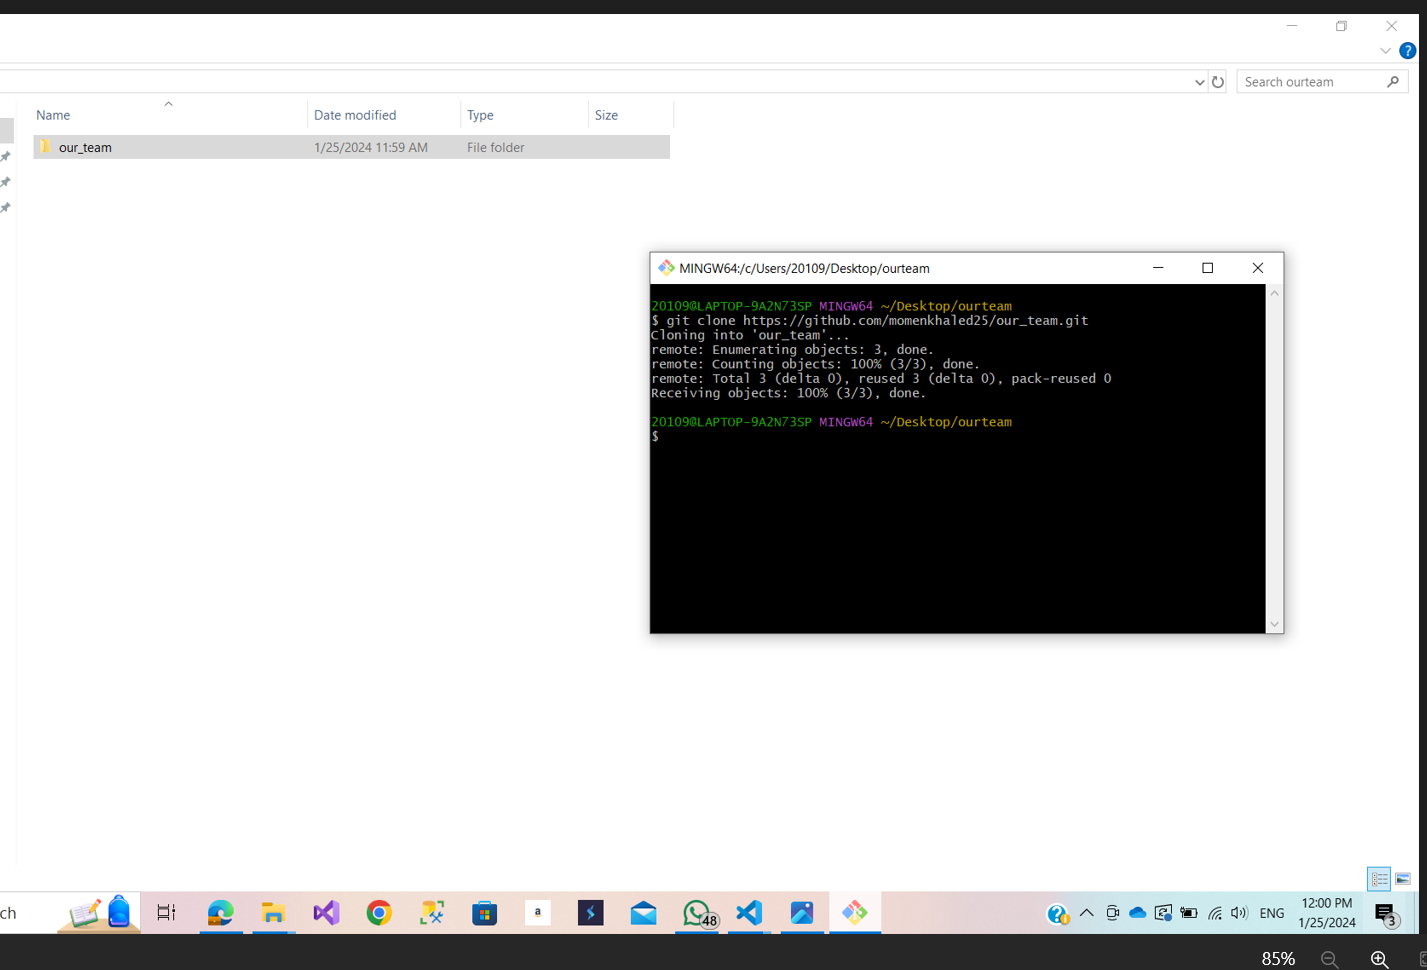 Search ourteam
Name
Date modified
Type
Size
our_team
1/25/2024 11:59 AM
File folder
MINGW64:/c/Users/20109/Desktop/ourteam
20109@LAPTOP-9A2N73SP MINGW64 ~/Desktop/ourteam
$ git clone https://github.com/momenkhaled25/our_team.git
Cloning into 'our_team'...
remote: Enumerating objects: 3, done.
remote: Counting objects: 100% (3/3), done.
remote: Total 3 (delta 0), reused 3 (delta 0), pack-reused 0
Receiving objects: 100% (3/3), done.
20109@LAPTOP-9A2N73SP MINGW64 ~/Desktop/ourteam
$
ch
a
48
ENG
12:00 PM
1/25/2024
3
85%